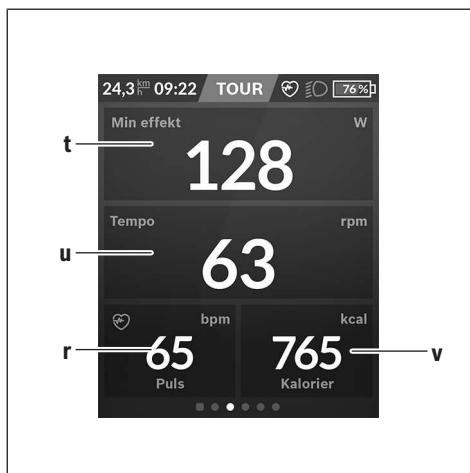 24,3 km/h 09:22 TOUR 76 %
Min effekt W
t
128
Tempo rpm
u
63
bpm kcal
r 65 765 v
Puls Kalorier